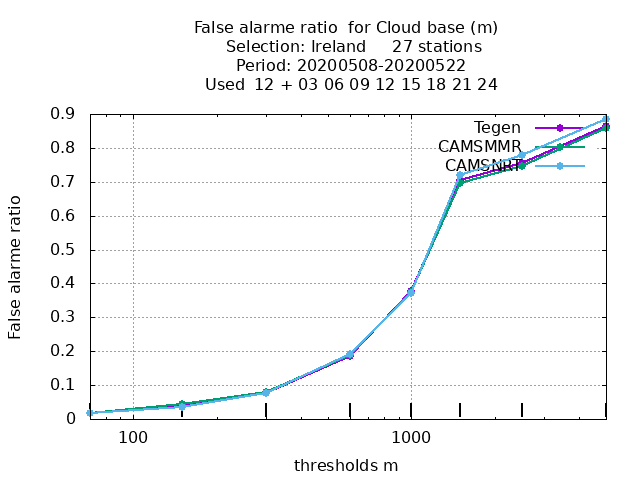 False alarme ratio  for Cloud base (m)
Selection: Ireland     27 stations
Period: 20200508-20200522
Used  12 + 03 06 09 12 15 18 21 24
0.9
0.8
0.7
0.6
0.5
0.4
0.3
0.2
0.1
0
False alarme ratio
Tegen
CAMSMMR
CAMSNRT
100
1000
thresholds m